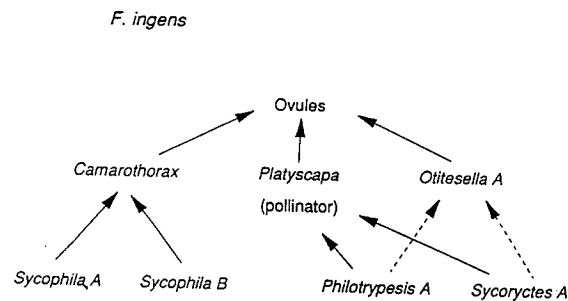 F. ingens
Ovules
Camarothorax
Platyscapa
(pollinator)
Otitesella A
Sycophila A
Sycophila B
Philotrypesis A
Sycoryctes A